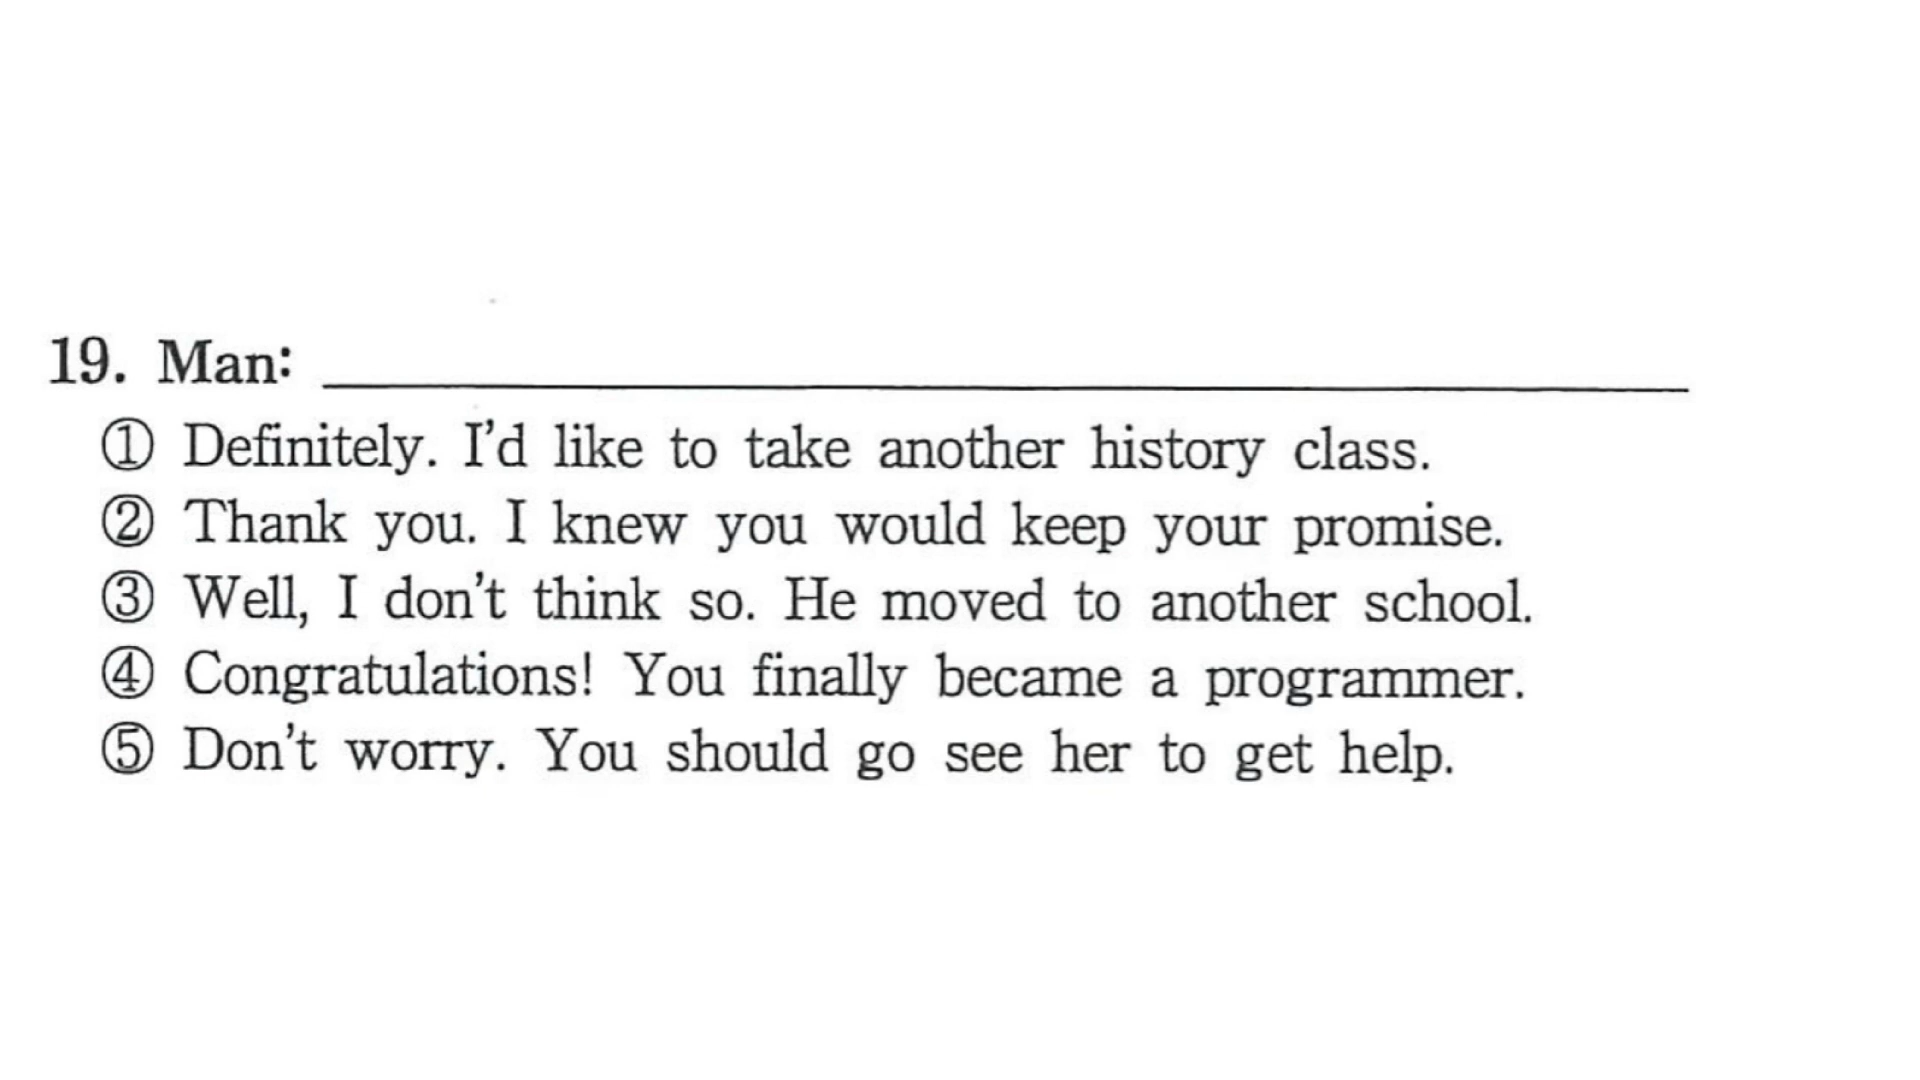 19. Man: ____________________
① Definitely. I'd like to take another history class.
② Thank you. I knew you would keep your promise.
③ Well, I don't think so. He moved to another school.
④ Congratulations! You finally became a programmer.
⑤ Don't worry. You should go see her to get help.